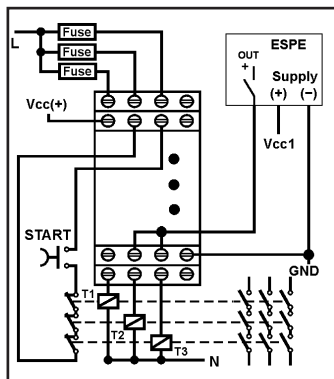 L
Fuse
Fuse
Fuse
ESPE
OUT
+
Supply
(+) (−)
Vcc(+)
Vcc1
START
GND
T1
T2
T3
N